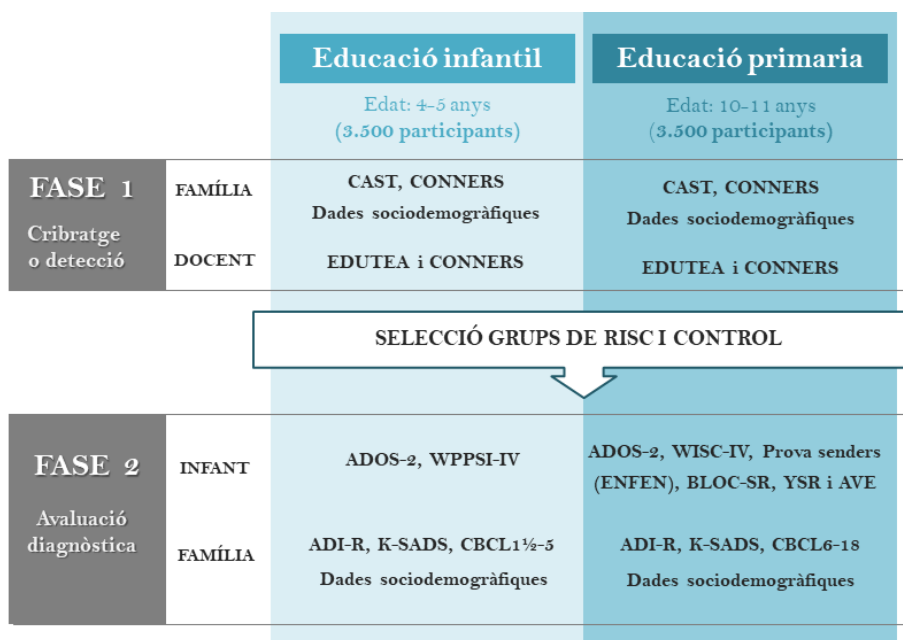 Educació infantil
Educació primaria
Edat: 4-5 anys
(3.500 participants)
Edat: 10-11 anys
(3.500 participants)
FASE 1
Cribratge
o detecció
FAMÍLIA
CAST, CONNERS
Dades sociodemogràfiques
CAST, CONNERS
Dades sociodemogràfiques
DOCENT
EDUTEA i CONNERS
EDUTEA i CONNERS
SELECCIÓ GRUPS DE RISC I CONTROL
FASE 2
Avaluació
diagnòstica
INFANT
ADOS-2, WPPSI-IV
ADOS-2, WISC-IV, Prova senders
(ENFEN), BLOC-SR, YSR i AVE
FAMÍLIA
ADI-R, K-SADS, CBCL1½-5
Dades sociodemogràfiques
ADI-R, K-SADS, CBCL6-18
Dades sociodemogràfiques